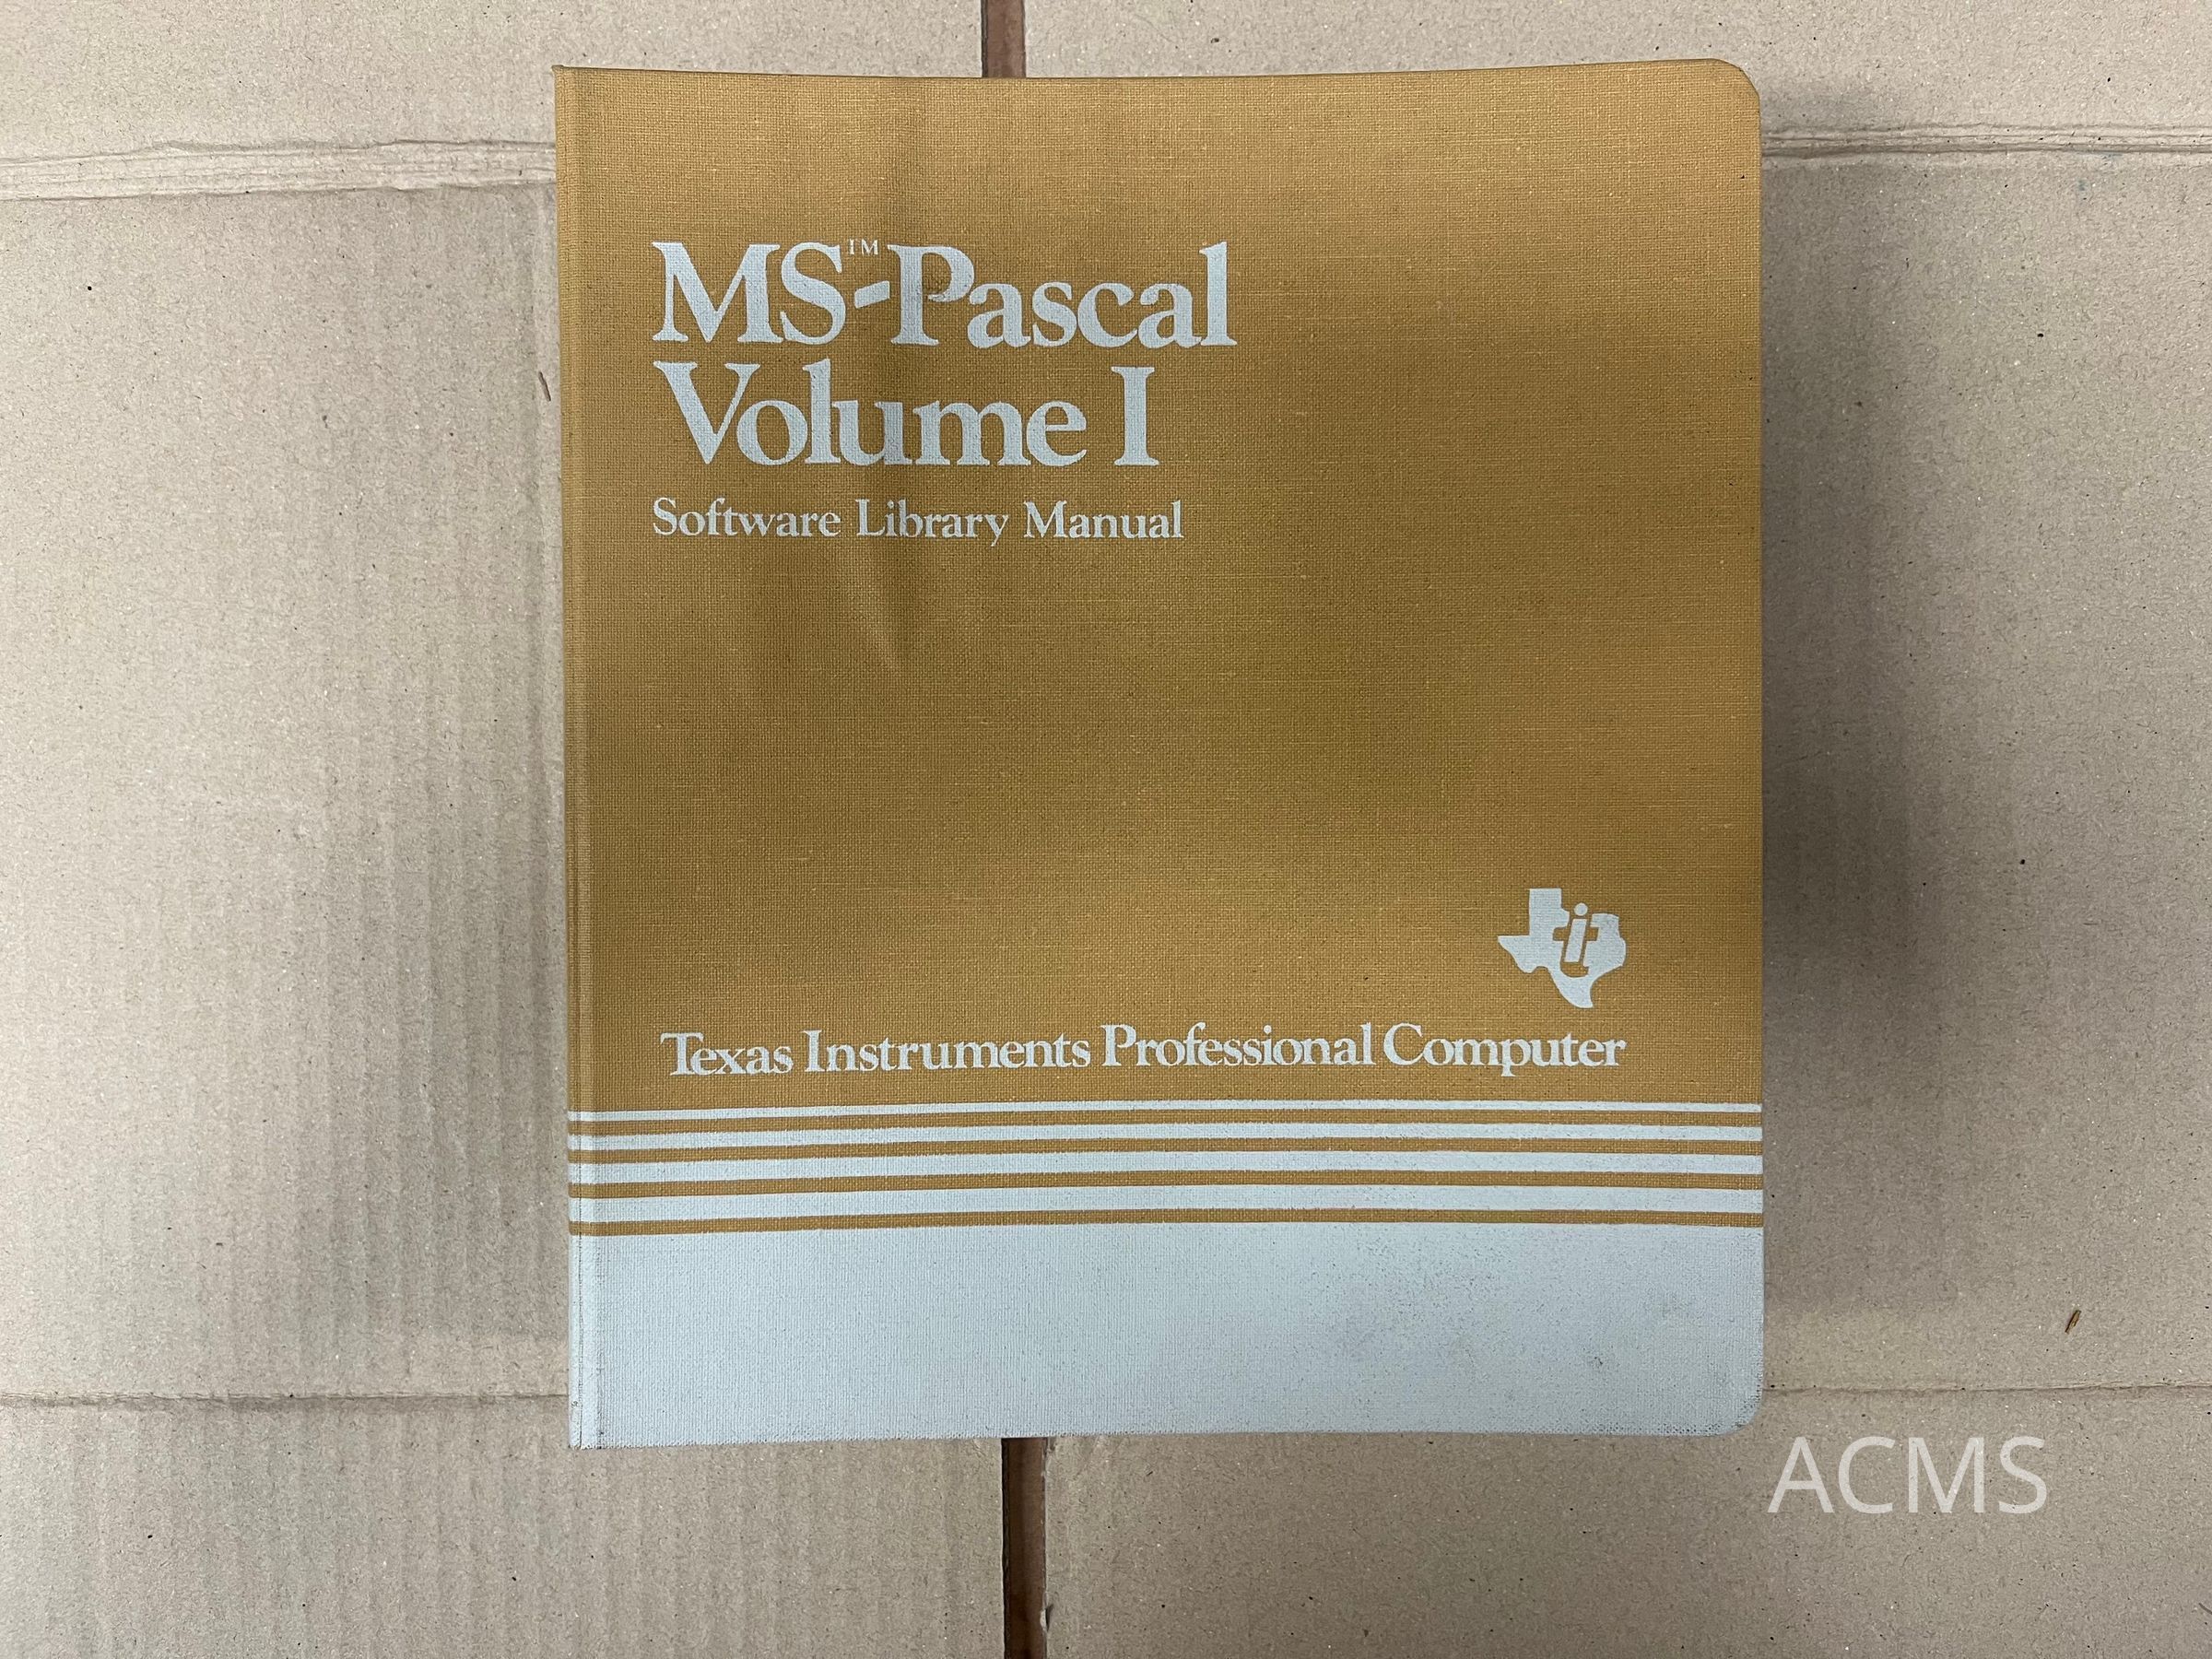 MS™-Pascal
Volume I
Software Library Manual
Texas Instruments Professional Computer
ACMS